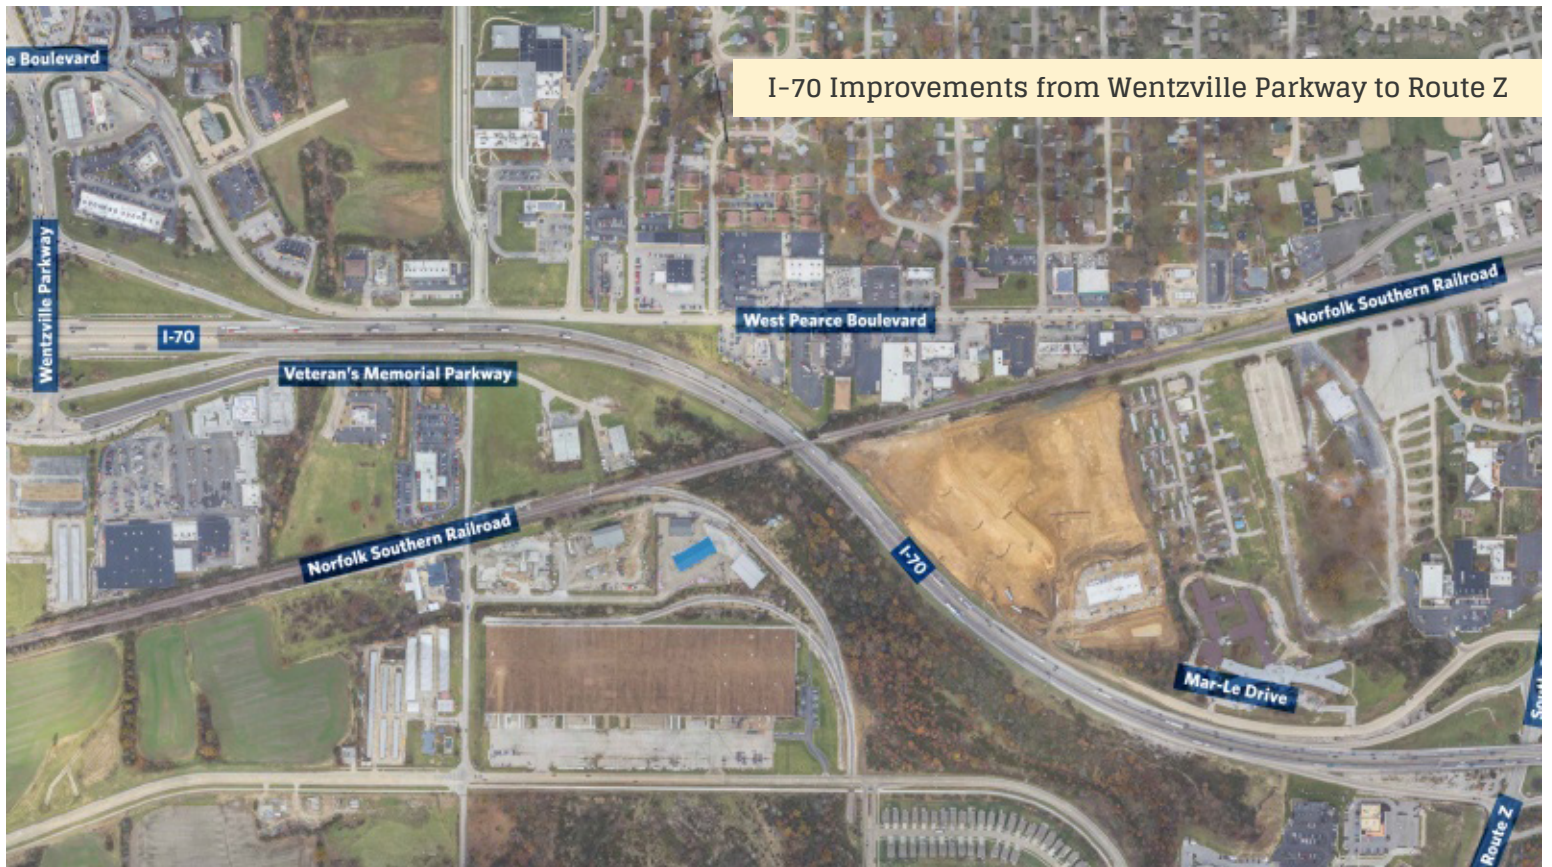 e Boulevard
I-70 Improvements from Wentzville Parkway to Route Z
Wentzville Parkway
I-70
Veteran's Memorial Parkway
West Pearce Boulevard
Norfolk Southern Railroad
Norfolk Southern Railroad
I-70
Mar-Le Drive
Sout
Route Z